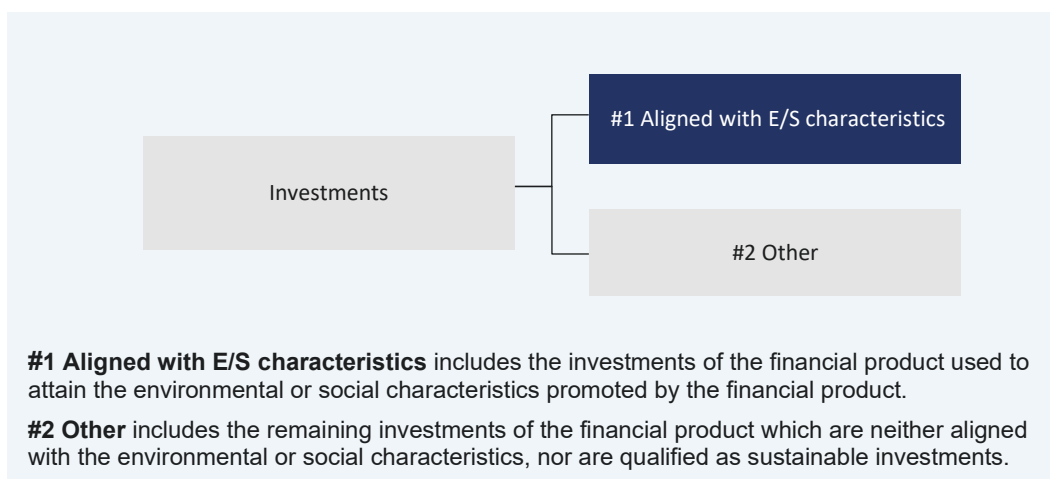 #1 Aligned with E/S characteristics
Investments
#2 Other
#1 Aligned with E/S characteristics includes the investments of the financial product used to
attain the environmental or social characteristics promoted by the financial product.
#2 Other includes the remaining investments of the financial product which are neither aligned
with the environmental or social characteristics, nor are qualified as sustainable investments.